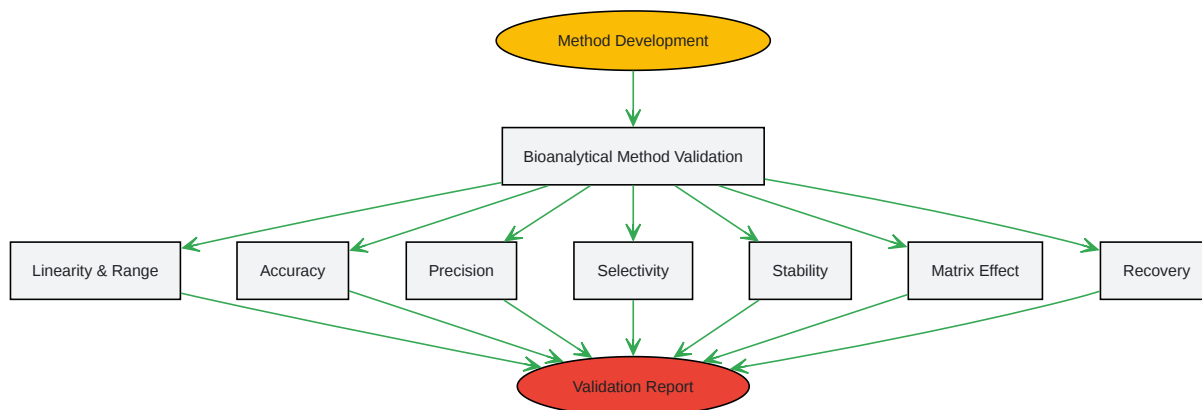 Method Development
Bioanalytical Method Validation
Linearity & Range
Accuracy
Precision
Selectivity
Stability
Matrix Effect
Recovery
Validation Report